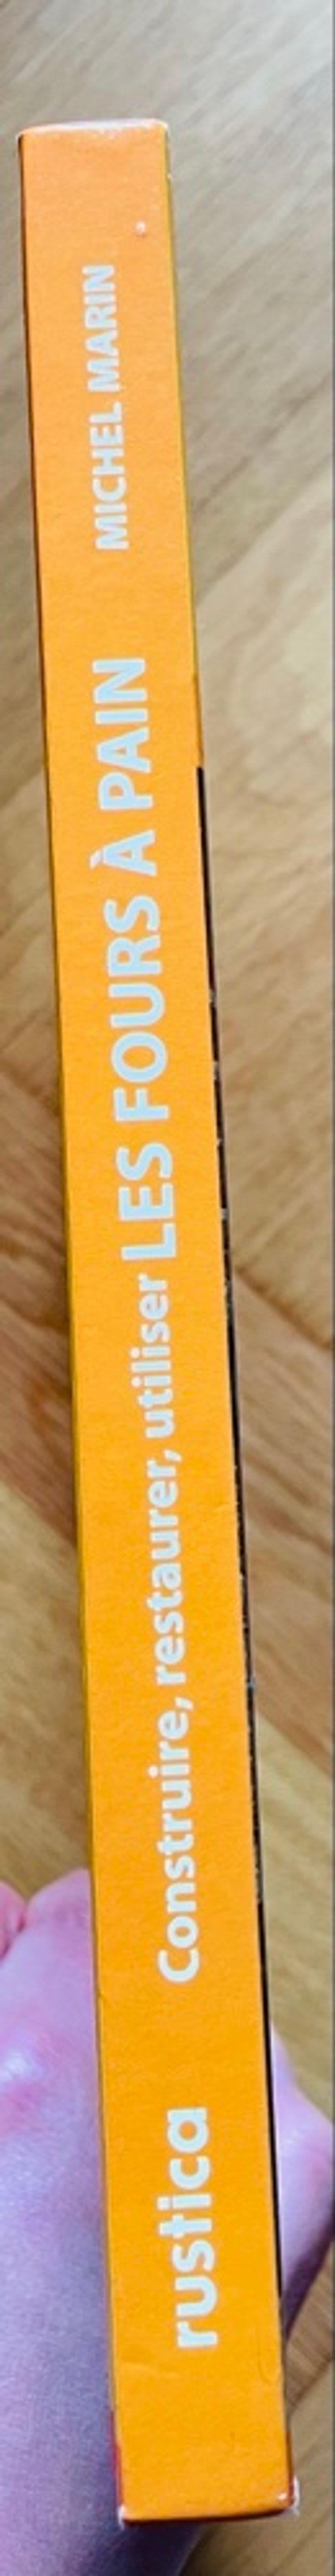 rustica Construire, restaurer, utiliser LES FOURS À PAIN MICHEL MARIN